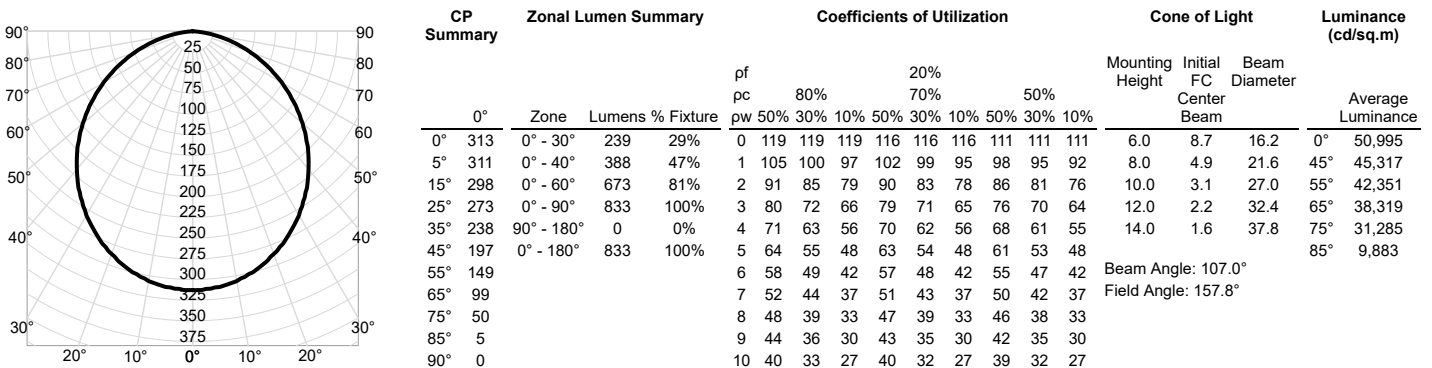 90° 90
80° 80
70° 70
60° 60
50° 50°
40° 40°
30° 30°
20° 10° 0° 10° 20°
25
50
75
100
125
150
175
200
225
250
275
300
325
350
375
CP Summary
0°
0° 313
5° 311
15° 298
25° 273
35° 238
45° 197
55° 149
65° 99
75° 50
85° 5
90° 0
Zonal Lumen Summary
Zone Lumens % Fixture
0° - 30° 239 29%
0° - 40° 388 47%
0° - 60° 673 81%
0° - 90° 833 100%
90° - 180° 0 0%
0° - 180° 833 100%
Coefficients of Utilization
ρf 20%
ρc 80% 70% 50%
ρw 50% 30% 10% 50% 30% 10% 50% 30% 10%
0 119 119 119 116 116 116 111 111 111
1 105 100 97 102 99 95 98 95 92
2 91 85 79 90 83 78 86 81 76
3 80 72 66 79 71 65 76 70 64
4 71 63 56 70 62 56 68 61 55
5 64 55 48 63 54 48 61 53 48
6 58 49 42 57 48 42 55 47 42
7 52 44 37 51 43 37 50 42 37
8 48 39 33 47 39 33 46 38 33
9 44 36 30 43 35 30 42 35 30
10 40 33 27 40 32 27 39 32 27
Cone of Light
Mounting Height Initial FC Center Beam Beam Diameter
6.0 8.7 16.2
8.0 4.9 21.6
10.0 3.1 27.0
12.0 2.2 32.4
14.0 1.6 37.8
Beam Angle: 107.0°
Field Angle: 157.8°
Luminance
(cd/sq.m)
Average
Luminance
0° 50,995
45° 45,317
55° 42,351
65° 38,319
75° 31,285
85° 9,883